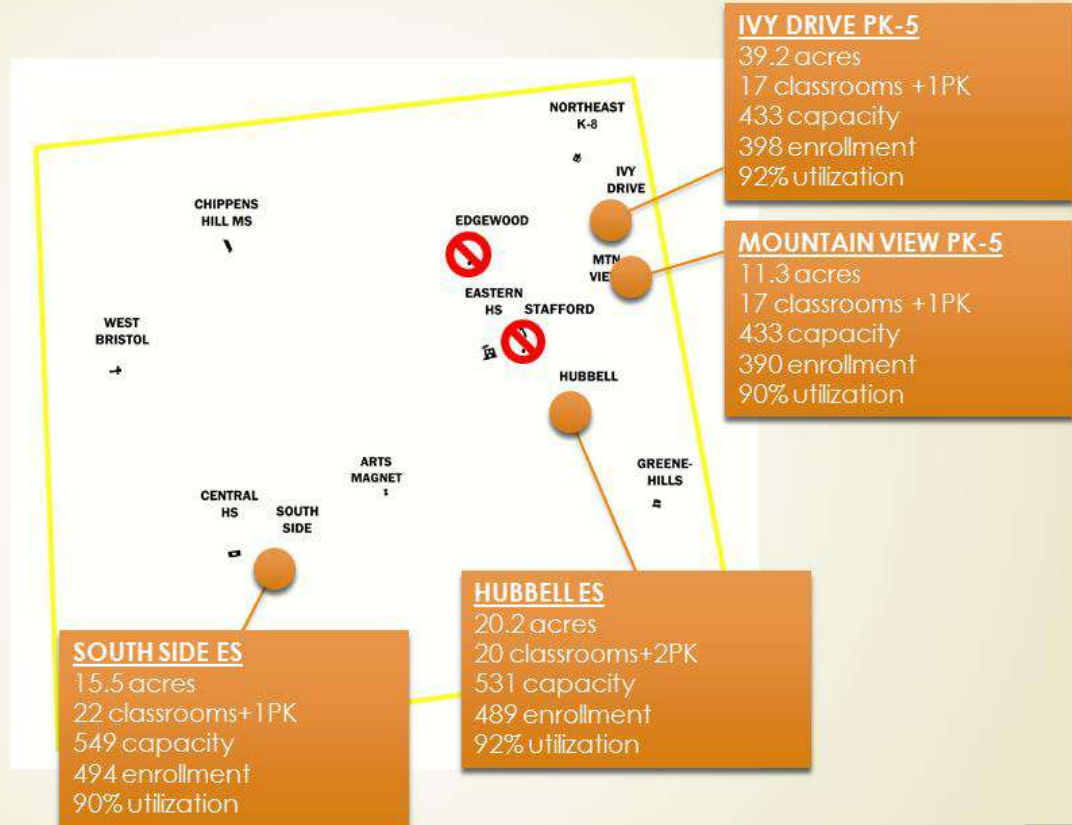 IVY DRIVE PK-5
39.2 acres
17 classrooms +1PK
433 capacity
398 enrollment
92% utilization
NORTHEAST
K-8
IVY
DRIVE
CHIPPENS
HILL MS
EDGEWOOD
MTN
MOUNTAIN VIEW PK-5
11.3 acres
17 classrooms +1PK
433 capacity
390 enrollment
90% utilization
EASTERN
HS
STAFFORD
WEST
BRISTOL
HUBBELL
ARTS
MAGNET
GREENE-
HILLS
CENTRAL
HS
SOUTH
SIDE
HUBBELL ES
20.2 acres
20 classrooms+2PK
531 capacity
489 enrollment
92% utilization
SOUTH SIDE ES
15.5 acres
22 classrooms+1PK
549 capacity
494 enrollment
90% utilization